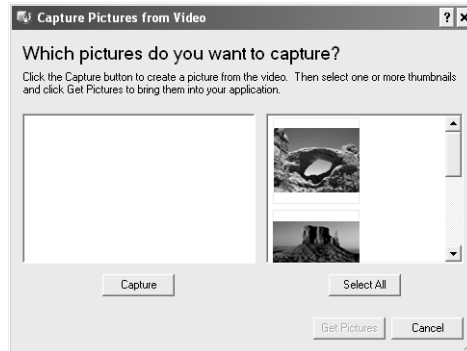 Capture Pictures from Video
Which pictures do you want to capture?
Click the Capture button to create a picture from the video. Then select one or more thumbnails
and click Get Pictures to bring them into your application.
Capture
Select All
Get Pictures
Cancel